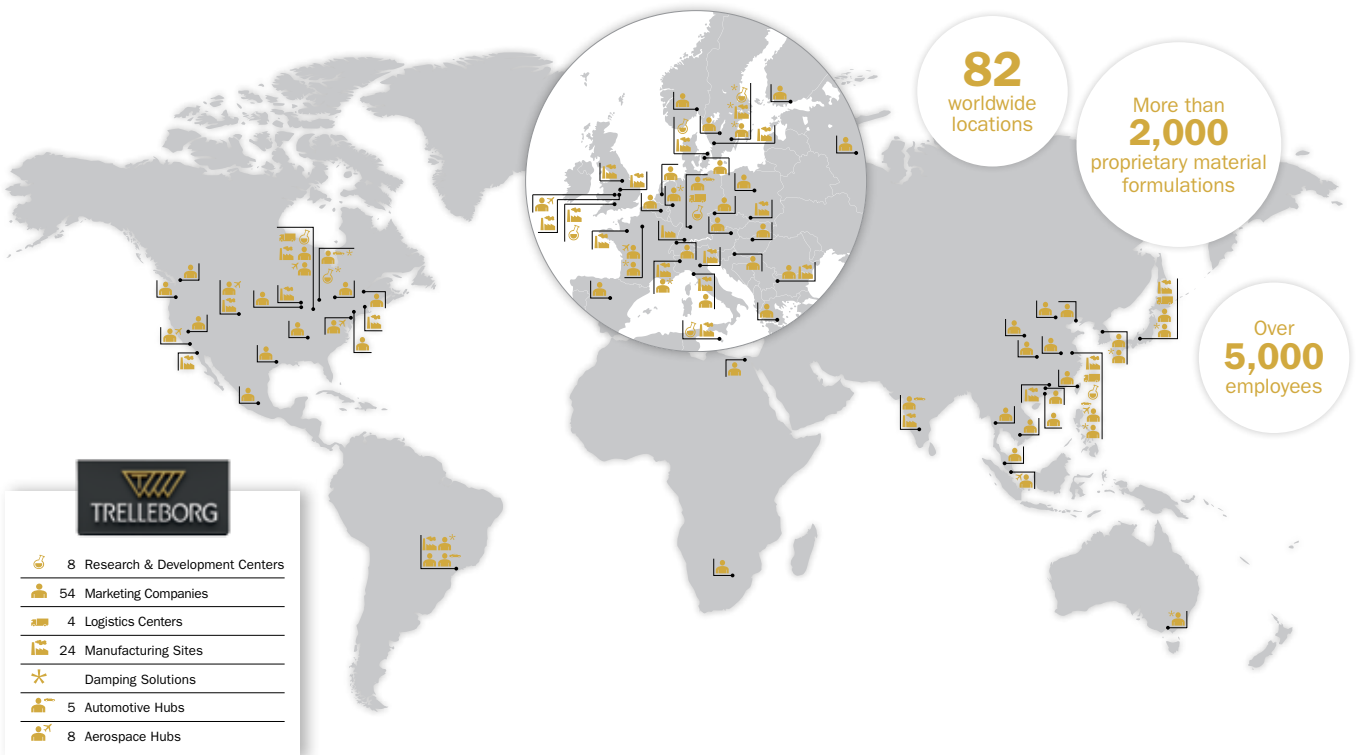 82
worldwide
locations
More than
2,000
proprietary material
formulations
Over
5,000
employees
TRELLEBORG
8 Research & Development Centers
54 Marketing Companies
4 Logistics Centers
24 Manufacturing Sites
Damping Solutions
5 Automotive Hubs
8 Aerospace Hubs